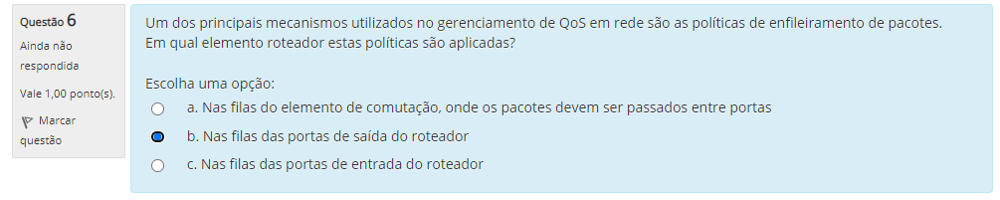 Questão 6
Ainda não
respondida
Vale 1,00 ponto(s).
Marcar
questão
Um dos principais mecanismos utilizados no gerenciamento de QoS em rede são as políticas de enfileiramento de pacotes.
Em qual elemento roteador estas políticas são aplicadas?
Escolha uma opção:
a. Nas filas do elemento de comutação, onde os pacotes devem ser passados entre portas
b. Nas filas das portas de saída do roteador
c. Nas filas das portas de entrada do roteador